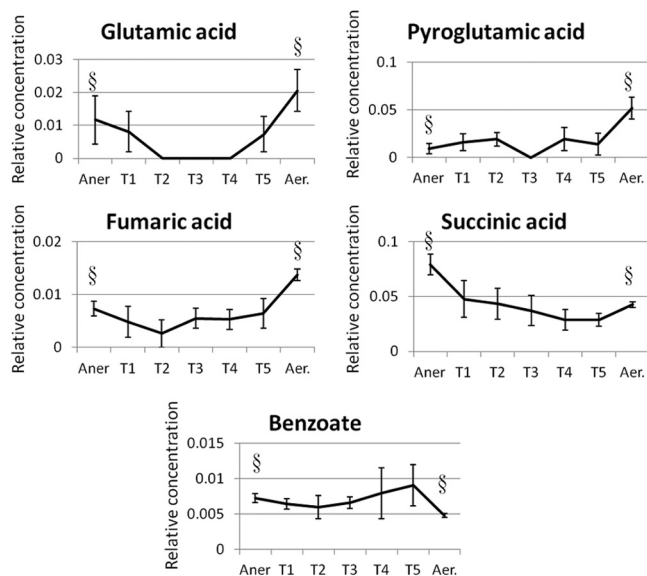 Glutamic acid
Relative concentration
0.03
0.02
0.01
0
§
§
Aner T1 T2 T3 T4 T5 Aer.
Pyroglutamic acid
Relative concentration
0.1
0.05
0
§
§
Aner T1 T2 T3 T4 T5 Aer.
Fumaric acid
Relative concentration
0.02
0.01
0
§
§
Aner T1 T2 T3 T4 T5 Aer.
Succinic acid
Relative concentration
0.1
0.05
0
§
§
Aner T1 T2 T3 T4 T5 Aer.
Benzoate
Relative concentration
0.015
0.01
0.005
0
§
§
Aner T1 T2 T3 T4 T5 Aer.